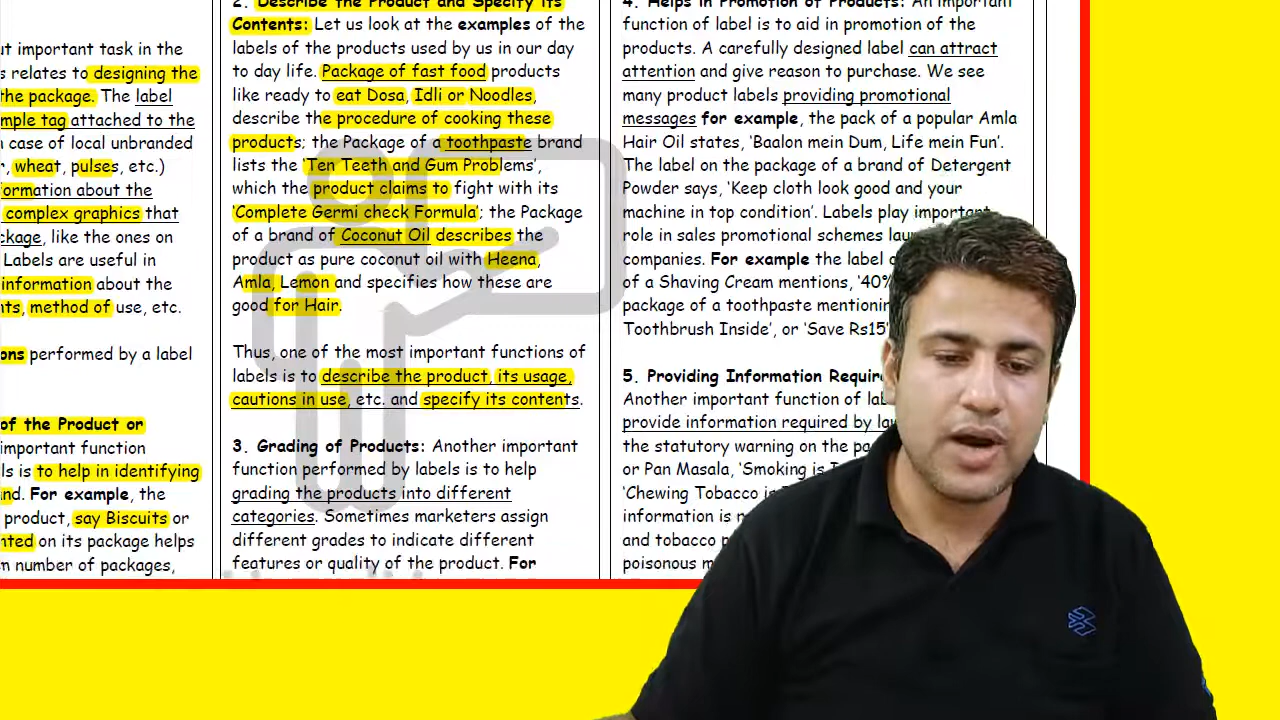 ut important task in the
s relates to designing the
the package. The label
mple tag attached to the
n case of local unbranded
r, wheat, pulses, etc.)
formation about the
complex graphics that
ckage, like the ones on
Labels are useful in
information about the
nts, method of use, etc.
ons performed by a label
of the Product or
important function
ls is to help in identifying
nd. For example, the
product, say Biscuits or
nted on its package helps
m number of packages,
2. Describe the Product and Specify its
Contents: Let us look at the examples of the
labels of the products used by us in our day
to day life. Package of fast food products
like ready to eat Dosa, Idli or Noodles,
describe the procedure of cooking these
products; the Package of a toothpaste brand
lists the ‘Ten Teeth and Gum Problems’,
which the product claims to fight with its
‘Complete Germi check Formula’; the Package
of a brand of Coconut Oil describes the
product as pure coconut oil with Heena,
Amla, Lemon and specifies how these are
good for Hair.
Thus, one of the most important functions of
labels is to describe the product, its usage,
cautions in use, etc. and specify its contents.
3. Grading of Products: Another important
function performed by labels is to help
grading the products into different
categories. Sometimes marketers assign
different grades to indicate different
features or quality of the product. For
4. Helps in Promotion of Products: An important
function of label is to aid in promotion of the
products. A carefully designed label can attract
attention and give reason to purchase. We see
many product labels providing promotional
messages for example, the pack of a popular Amla
Hair Oil states, ‘Baalon mein Dum, Life mein Fun’.
The label on the package of a brand of Detergent
Powder says, ‘Keep cloth look good and your
machine in top condition’. Labels play important
role in sales promotional schemes lau
companies. For example the label
of a Shaving Cream mentions, ‘40%
package of a toothpaste mentionin
Toothbrush Inside’, or ‘Save Rs15’
5. Providing Information Requir
Another important function of lab
provide information required by la
the statutory warning on the pa
or Pan Masala, ‘Smoking is
‘Chewing Tobacco is
information is
and tobacco p
poisonous m